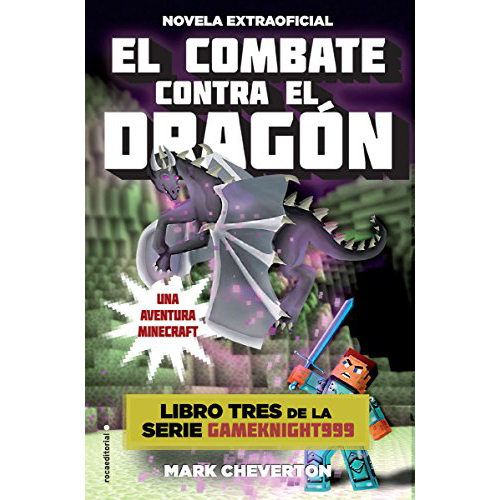 NOVELA EXTRAOFICIAL
EL COMBATE
CONTRA EL
DRAGÓN
UNA
AVENTURA
MINECRAFT
LIBRO TRES DE LA
SERIE GAMEKNIGHT999
MARK CHEVERTON
rocaeditorial